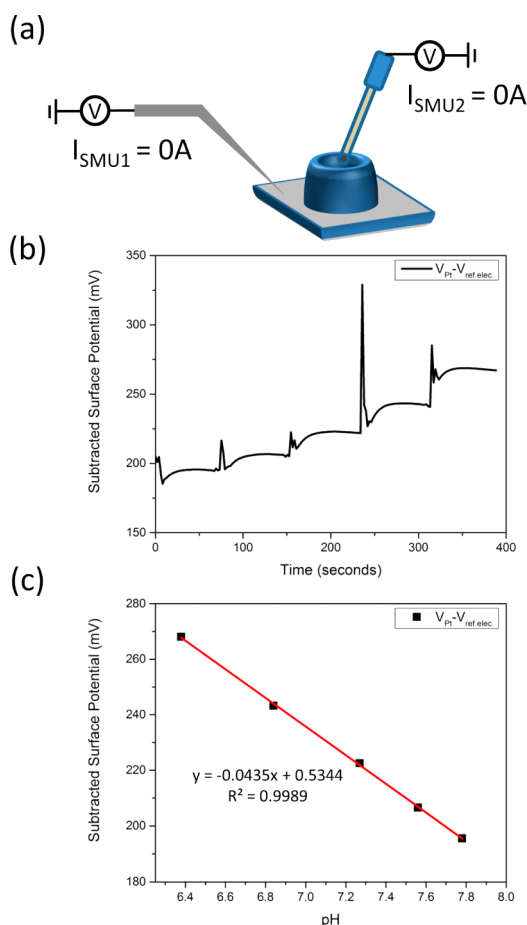 (a)
V
I_SMU1 = 0A
V
I_SMU2 = 0A
(b)
Subtracted Surface Potential (mV)
350
300
250
200
150
V_Pt-V_ref.elec.
0 100 200 300 400
Time (seconds)
(c)
Subtracted Surface Potential (mV)
280
260
240
220
200
180
V_Pt-V_ref.elec.
y = -0.0435x + 0.5344
R² = 0.9989
6.4 6.6 6.8 7.0 7.2 7.4 7.6 7.8 8.0
pH